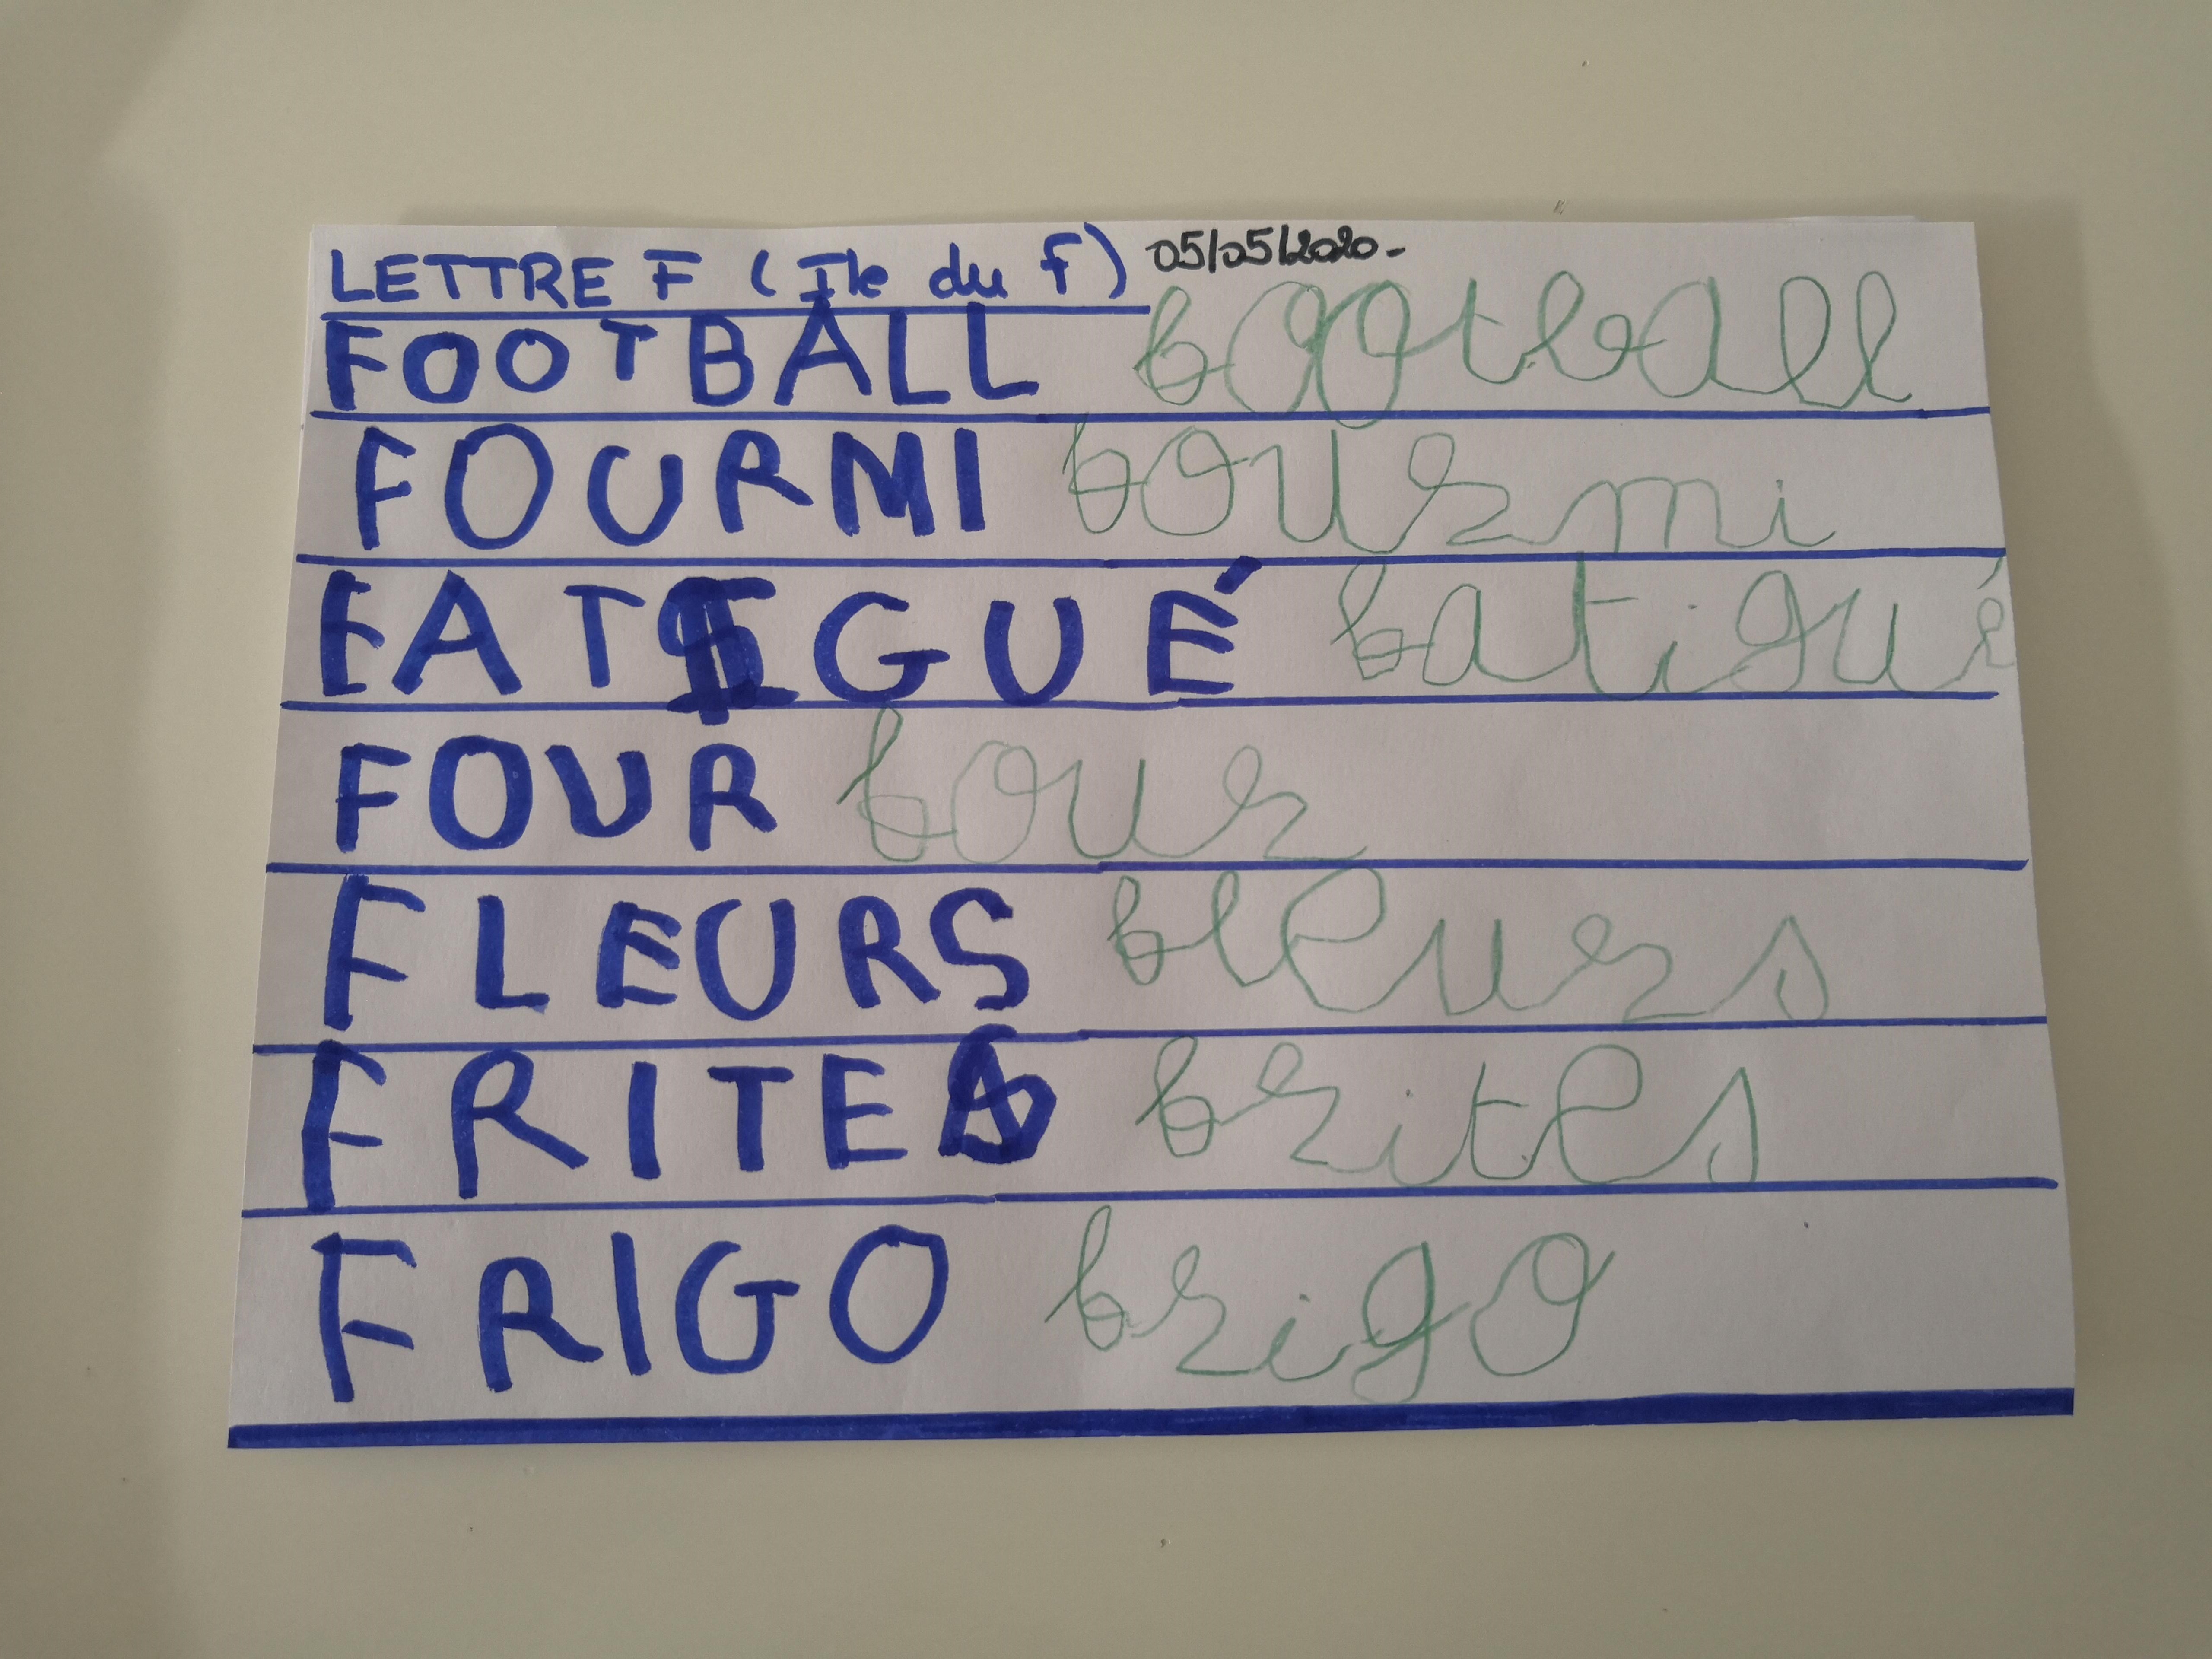 LETTRE F (Ile du f) 05/05/2020-
FOOTBALL football
FOURMI fourmi
FATIGUÉ fatigué
FOUR four
FLEURS fleurs
FRITES frites
FRIGO frigo